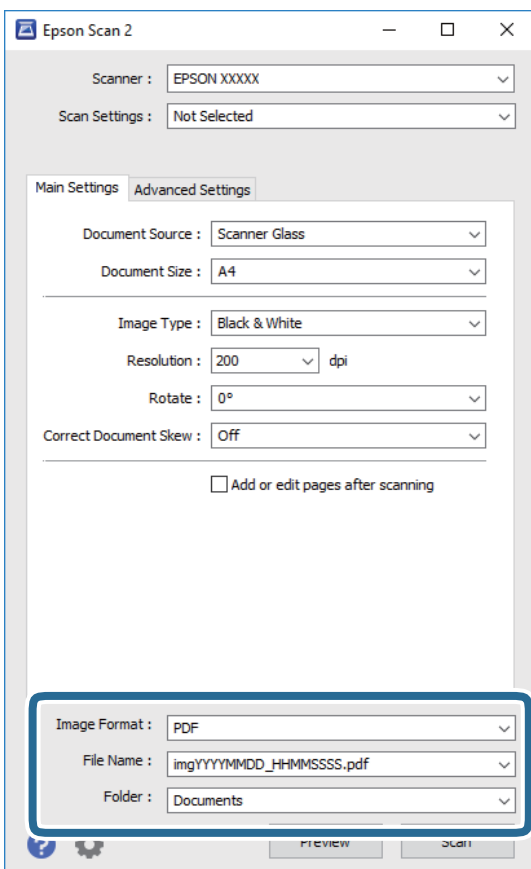 Epson Scan 2
Scanner : EPSON XXXXX
Scan Settings : Not Selected
Main Settings Advanced Settings
Document Source : Scanner Glass
Document Size : A4
Image Type : Black & White
Resolution : 200 dpi
Rotate : 0°
Correct Document Skew : Off
Add or edit pages after scanning
Image Format : PDF
File Name : imgYYYYMMDD_HHMMSSSS.pdf
Folder : Documents
? Preview Scan